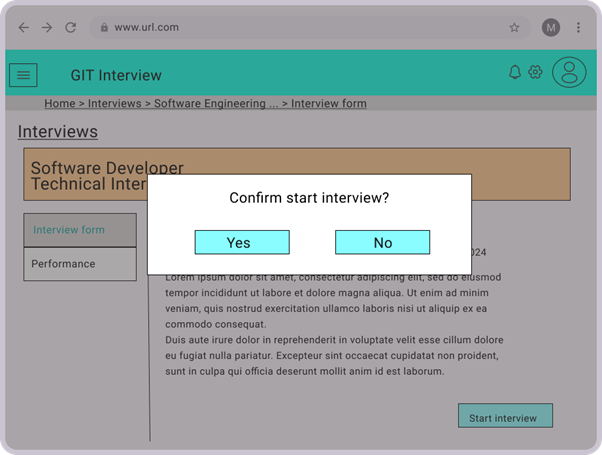 www.url.com
M
GIT Interview
Home > Interviews > Software Engineering ... > Interview form
Interviews
Software Developer
Technical
Confirm start interview?
Yes
No
Interview form
Performance
2024
Lorem ipsum dolor sit amet, consectetur adipiscing elit, sed do eiusmod
tempor incididunt ut labore et dolore magna aliqua. Ut enim ad minim
veniam, quis nostrud exercitation ullamco laboris nisi ut aliquip ex ea
commodo consequat.
Duis aute irure dolor in reprehenderit in voluptate velit esse cillum dolore
eu fugiat nulla pariatur. Excepteur sint occaecat cupidatat non proident,
sunt in culpa qui officia deserunt mollit anim id est laborum.
Start interview